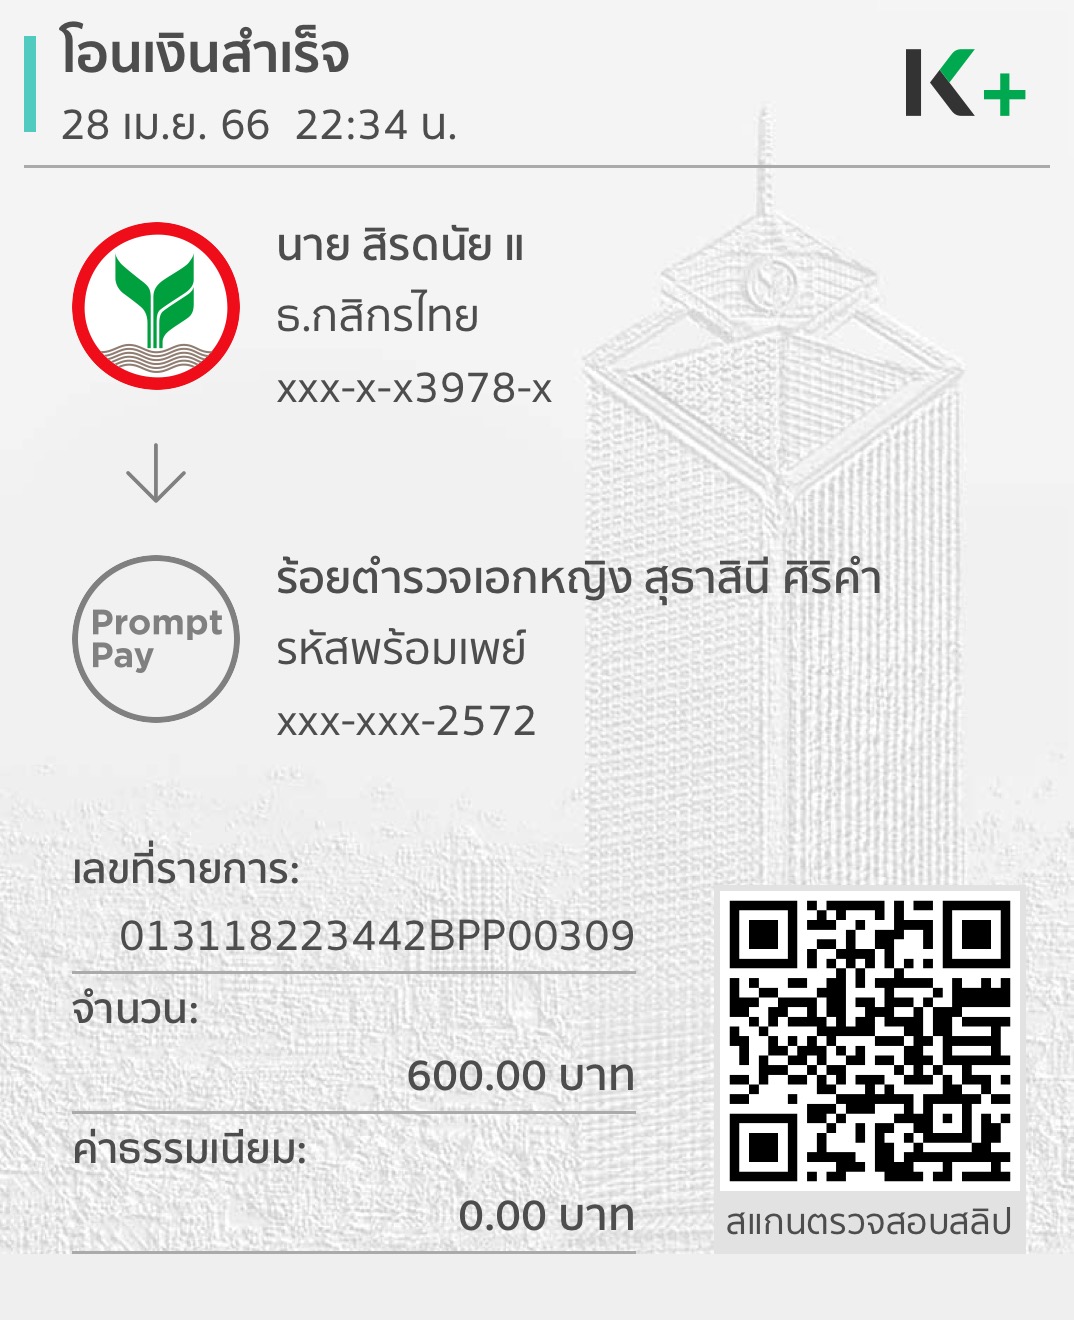 โอนเงินสำเร็จ
28 เม.ย. 66  22:34 น.
K+
นาย สิรดนัย แ
ธ.กสิกรไทย
xxx-x-x3978-x
Prompt
Pay
ร้อยตำรวจเอกหญิง สุธาสินี ศิริคำ
รหัสพร้อมเพย์
xxx-xxx-2572
เลขที่รายการ:
013118223442BPP00309
จำนวน:
600.00 บาท
ค่าธรรมเนียม:
0.00 บาท
สแกนตรวจสอบสลิป